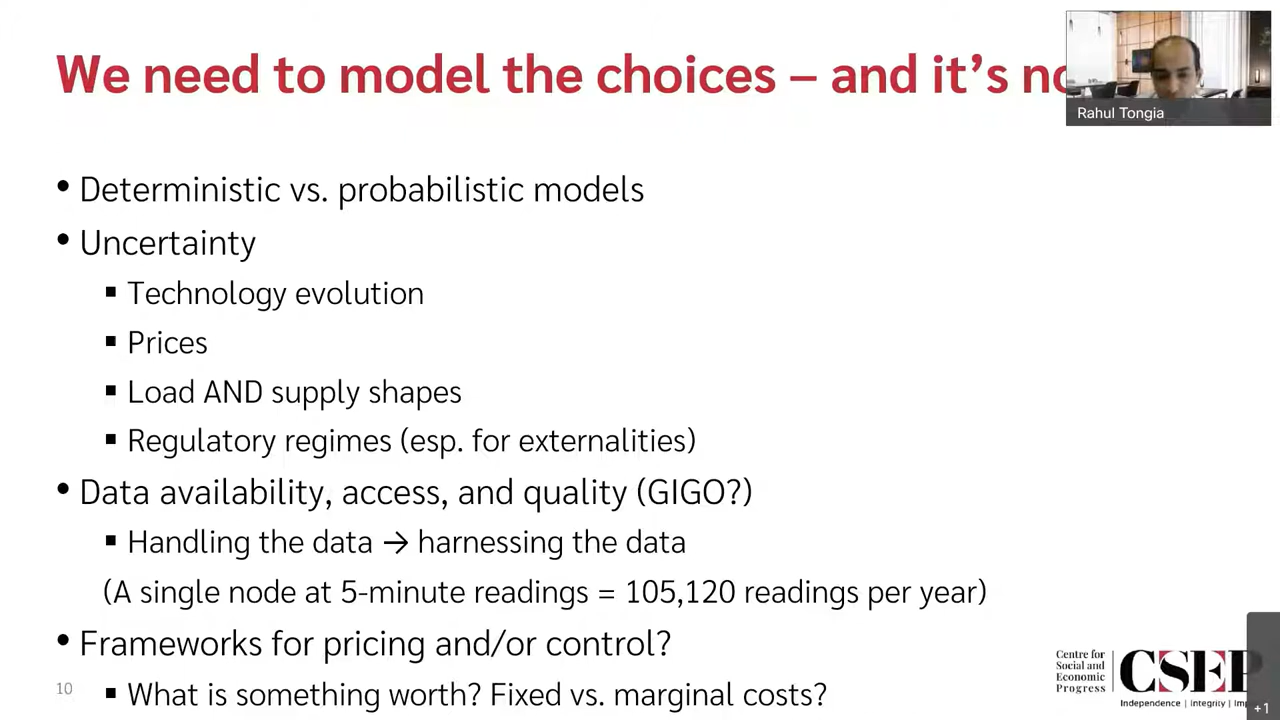 We need to model the choices – and it's no
Rahul Tongia
• Deterministic vs. probabilistic models
• Uncertainty
▪ Technology evolution
▪ Prices
▪ Load AND supply shapes
▪ Regulatory regimes (esp. for externalities)
• Data availability, access, and quality (GIGO?)
▪ Handling the data → harnessing the data
(A single node at 5-minute readings = 105,120 readings per year)
• Frameworks for pricing and/or control?
▪ What is something worth? Fixed vs. marginal costs?
10
Centre for
Social and
Economic
Progress
CSEP
Independence | Integrity | Im
+1